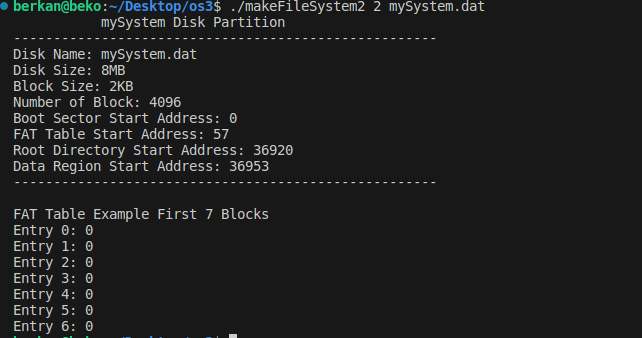 berkan@beko:~/Desktop/os3$ ./makeFileSystem2 2 mySystem.dat
mySystem Disk Partition
----------------------------------------------------
Disk Name: mySystem.dat
Disk Size: 8MB
Block Size: 2KB
Number of Block: 4096
Boot Sector Start Address: 0
FAT Table Start Address: 57
Root Directory Start Address: 36920
Data Region Start Address: 36953
----------------------------------------------------
FAT Table Example First 7 Blocks
Entry 0: 0
Entry 1: 0
Entry 2: 0
Entry 3: 0
Entry 4: 0
Entry 5: 0
Entry 6: 0